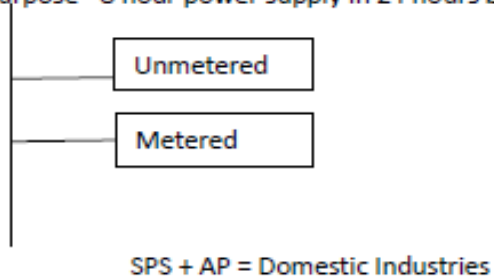 8 hour power supply in 24 hours
Unmetered
Metered
SPS + AP = Domestic Industries